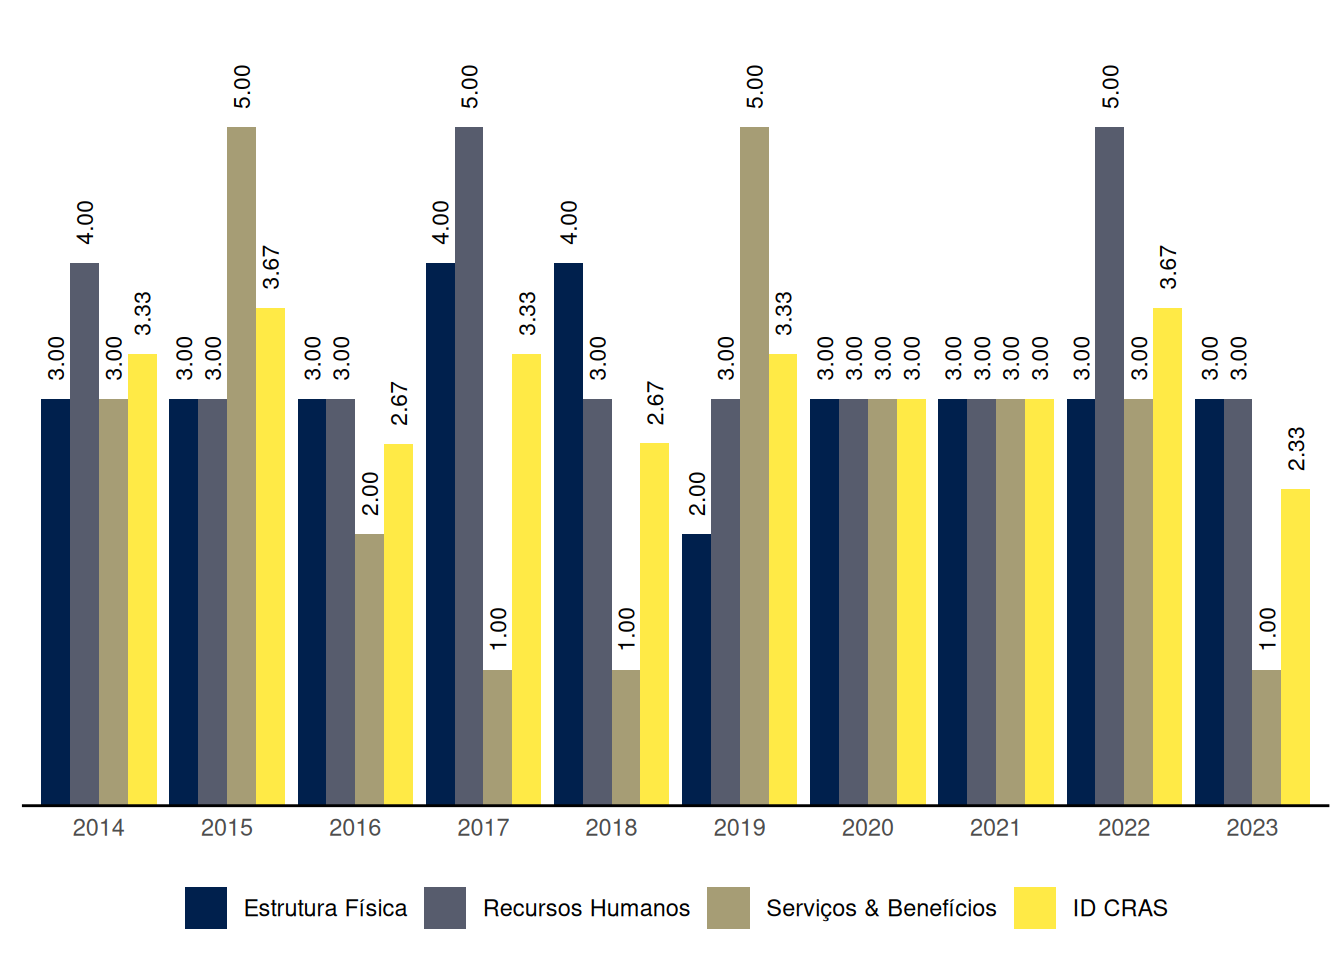 3.00 4.00 3.00 3.33 3.00 3.00 5.00 3.67 3.00 3.00 2.00 2.67 4.00 5.00 1.00 3.33 4.00 3.00 1.00 2.67 2.00 3.00 5.00 3.33 3.00 3.00 3.00 3.00 3.00 3.00 3.00 3.00 3.00 5.00 3.00 3.67 3.00 3.00 1.00 2.33
2014 2015 2016 2017 2018 2019 2020 2021 2022 2023
Estrutura Física Recursos Humanos Serviços & Benefícios ID CRAS